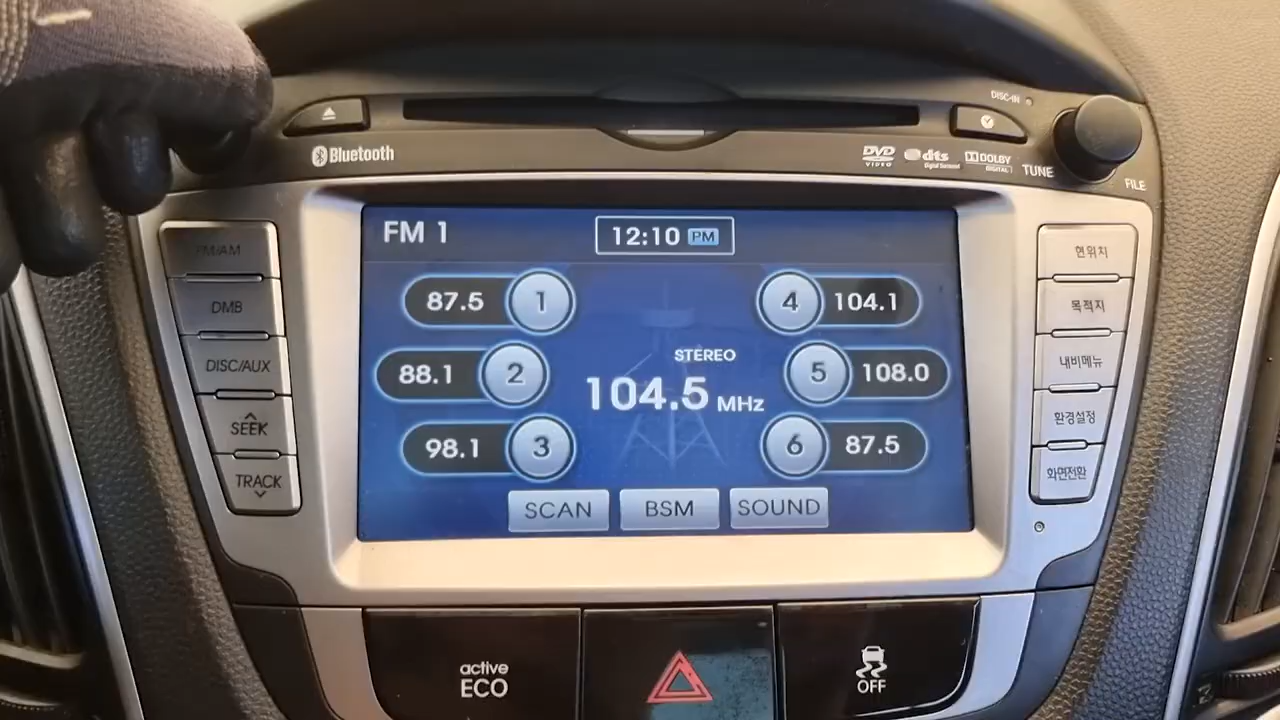 DISC-IN
Bluetooth
DVD
VIDEO
dts
Digital Surround
DOLBY
DIGITAL
TUNE
FILE
FM/AM
DMB
DISC/AUX
SEEK
TRACK
FM 1
12:10 PM
87.5 1
4 104.1
88.1 2
STEREO
104.5 MHz
5 108.0
98.1 3
6 87.5
SCAN
BSM
SOUND
현위치
목적지
내비메뉴
환경설정
화면전환
active
ECO
OFF